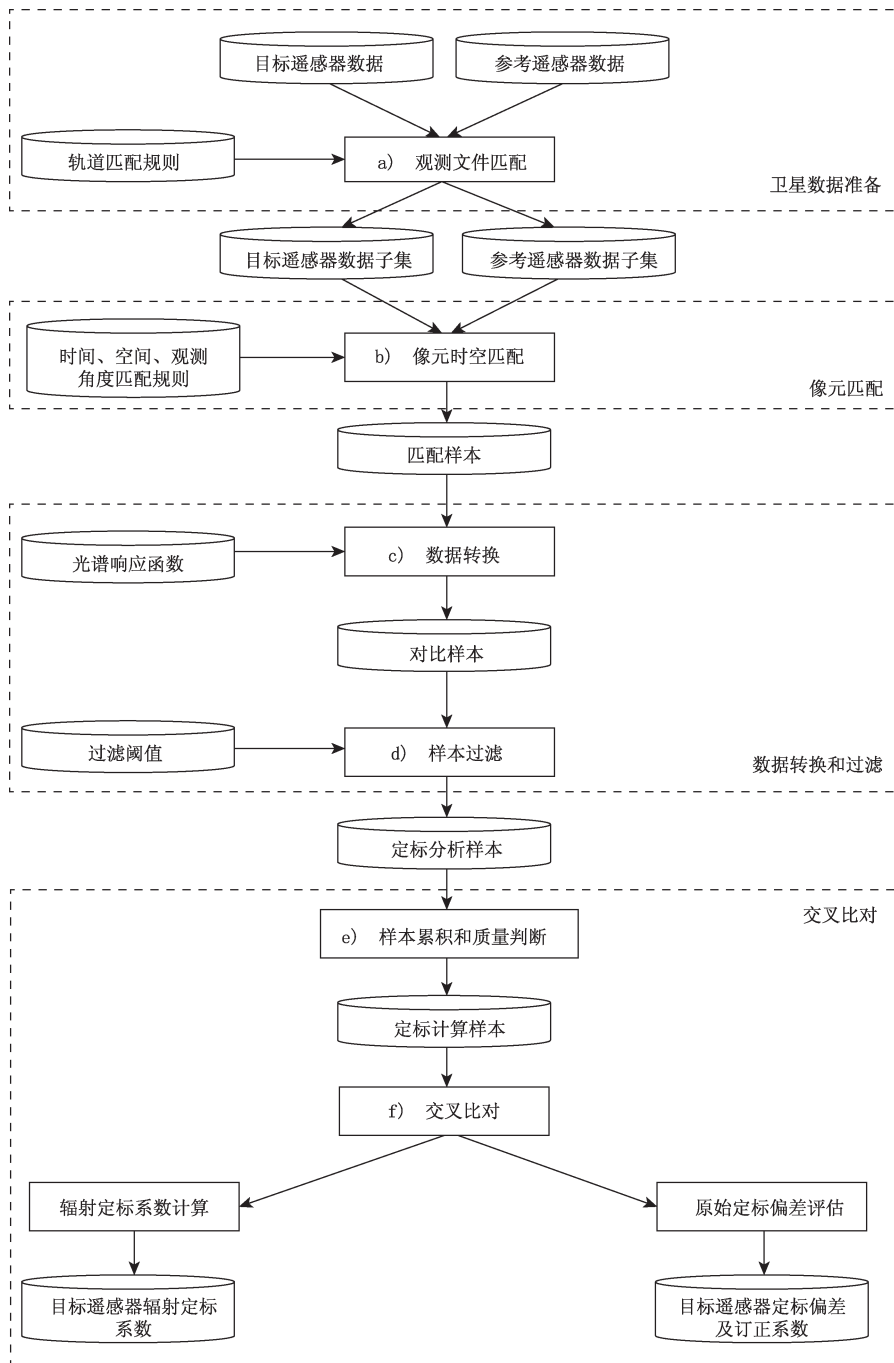 目标遥感器数据
参考遥感器数据
轨道匹配规则
a) 观测文件匹配
卫星数据准备
目标遥感器数据子集
参考遥感器数据子集
时间、空间、观测
角度匹配规则
b) 像元时空匹配
像元匹配
匹配样本
光谱响应函数
c) 数据转换
对比样本
过滤阈值
d) 样本过滤
数据转换和过滤
定标分析样本
交叉比对
e) 样本累积和质量判断
定标计算样本
f) 交叉比对
辐射定标系数计算
原始定标偏差评估
目标遥感器辐射定标
系数
目标遥感器定标偏差
及订正系数